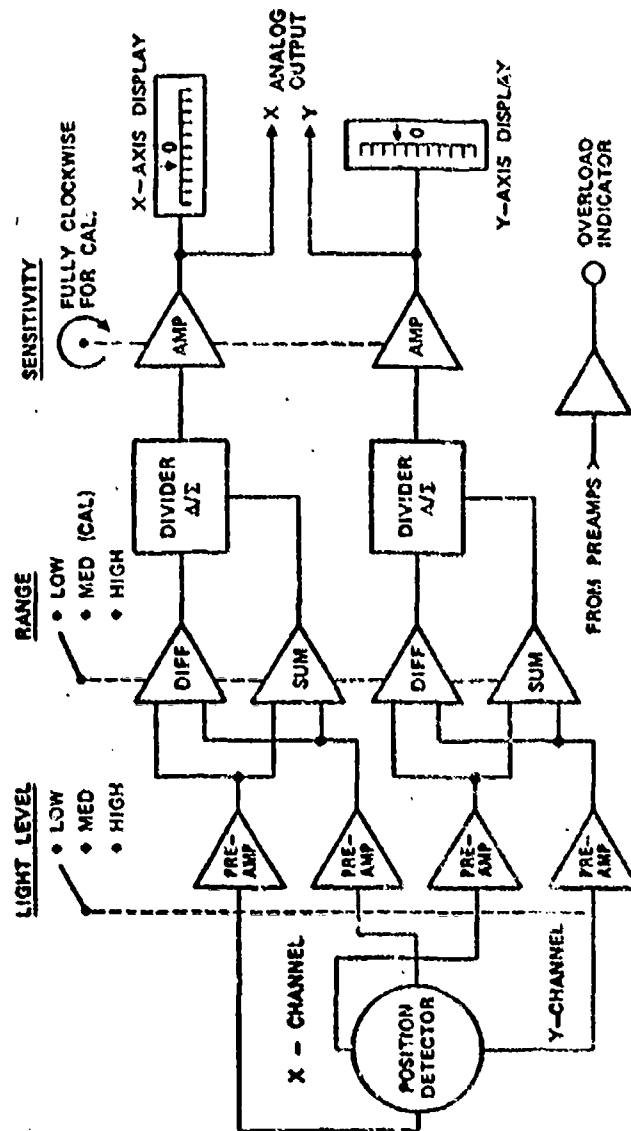 LIGHT LEVEL
LOW
MED
HIGH
RANGE
LOW
MED (CAL)
HIGH
SENSITIVITY
FULLY CLOCKWISE
FOR CAL.
X - CHANNEL
POSITION
DETECTOR
Y-CHANNEL
PRE-
AMP
PRE-
AMP
PRE-
AMP
PRE-
AMP
DIFF
SUM
DIFF
SUM
DIVIDER
Δ/Σ
DIVIDER
Δ/Σ
AMP
AMP
X-AXIS DISPLAY
0
X ANALOG
OUTPUT
Y
0
Y-AXIS DISPLAY
FROM PREAMPS
OVERLOAD
INDICATOR